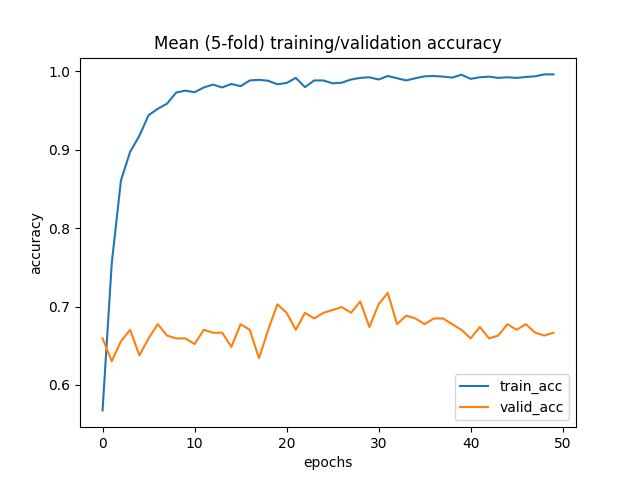 Mean (5-fold) training/validation accuracy
1.0
0.9
0.8
0.7
0.6
accuracy
train_acc
valid_acc
0 10 20 30 40 50
epochs